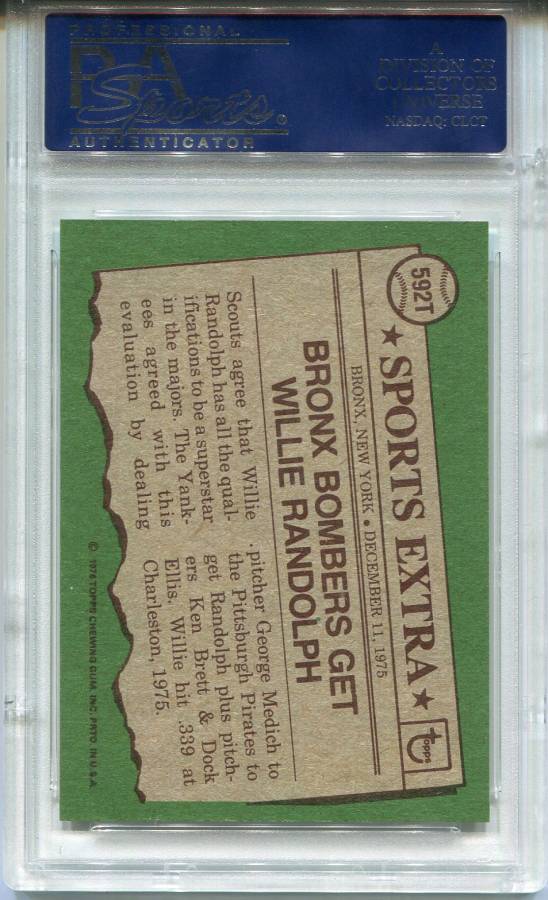 PROFESSIONAL
PSA
Sports
AUTHENTICATOR
A
DIVISION OF
COLLECTORS
UNIVERSE
NASDAQ: CLCT
592T
★ SPORTS EXTRA ★
topps
BRONX, NEW YORK • DECEMBER 11, 1975
BRONX BOMBERS GET
WILLIE RANDOLPH
Scouts agree that Willie
Randolph has all the qual-
ifications to be a superstar
in the majors. The Yank-
ees agreed with this
evaluation by dealing
pitcher George Medich to
the Pittsburgh Pirates to
get Randolph plus pitch-
ers Ken Brett & Dock
Ellis. Willie hit .339 at
Charleston, 1975.
© 1976 TOPPS CHEWING GUM, INC. PRTD. IN U.S.A.